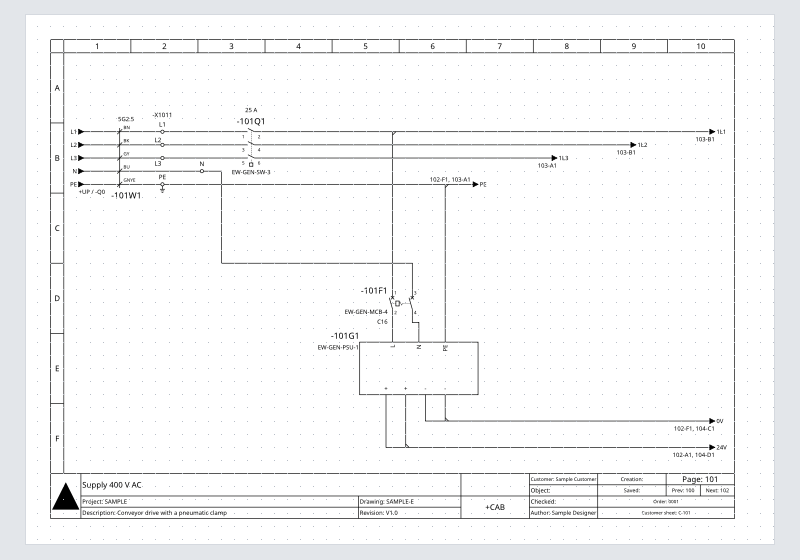 1 2 3 4 5 6 7 8 9 10
A
B
C
D
E
F
25 A
-101Q1
5G2.5
-X1011
L1
L1 BN 1 2 1L1
103-B1
L2 BK L2 3 4 1L2
103-B1
L3 GY L3 5 6 1L3
103-A1
EW-GEN-SW-3
N BU N
PE GNYE PE 102-F1, 103-A1 PE
+UP / -Q0
-101W1
-101F1 1 3
EW-GEN-MCB-4 2 4
C16
-101G1
EW-GEN-PSU-1 L N PE
+ + - -
0V
102-F1, 104-C1
24V
102-A1, 104-D1
Supply 400 V AC
Project: SAMPLE
Description: Conveyor drive with a pneumatic clamp
Drawing: SAMPLE-E
Revision: V1.0
+CAB
Customer: Sample Customer
Object:
Checked:
Author: Sample Designer
Creation: Page: 101
Saved: Prev: 100 Next: 102
Order: 0001
Customer sheet: C-101